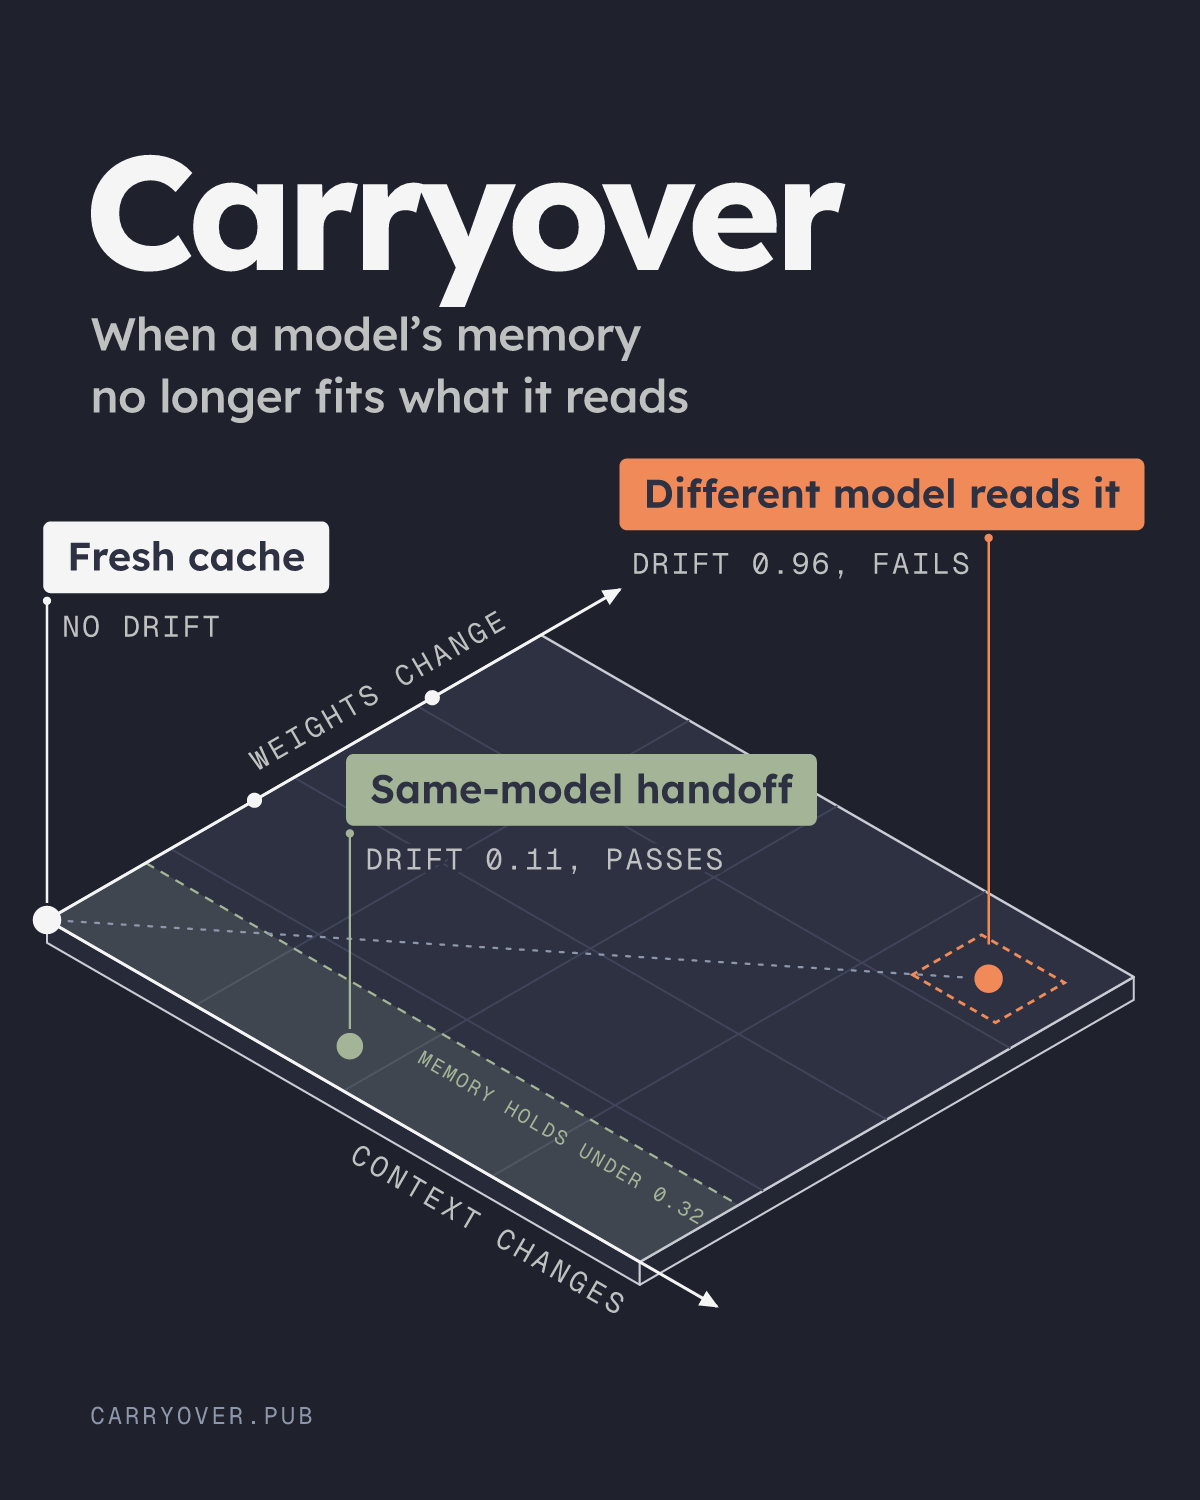 Carryover
When a model’s memory
no longer fits what it reads
Different model reads it
DRIFT 0.96, FAILS
Fresh cache
NO DRIFT
WEIGHTS CHANGE
Same-model handoff
DRIFT 0.11, PASSES
MEMORY HOLDS UNDER 0.32
CONTEXT CHANGES
CARRYOVER.PUB